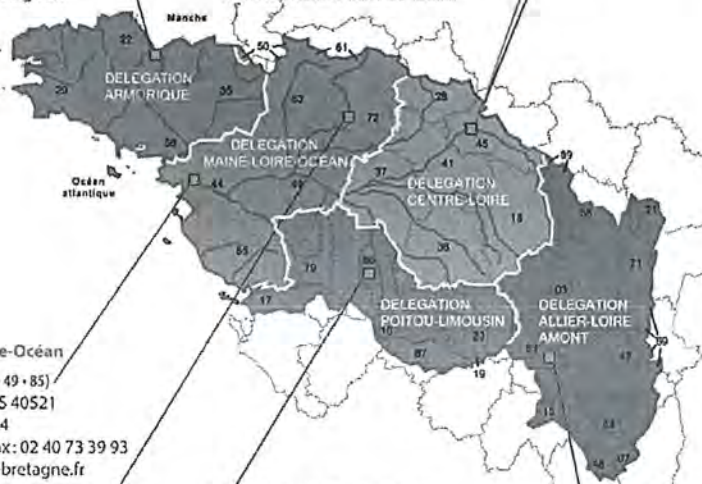 Manche
50
61
22
DELEGATION
ARMORIQUE
35
53
72
28
45
DELEGATION
MAINE-LOIRE-OCÉAN
56
Océan
atlantique
44
49
37
41
DELEGATION
CENTRE-LOIRE
18
36
89
58
21
71
85
79
86
17
DELEGATION
POITOU-LIMOUSIN
16
87
23
19
03
DELEGATION
ALLIER-LOIRE
AMONT
63
42
69
15
43
48
07
e-Océan
49 • 85)
S 40521
4
ax : 02 40 73 39 93
-bretagne.fr